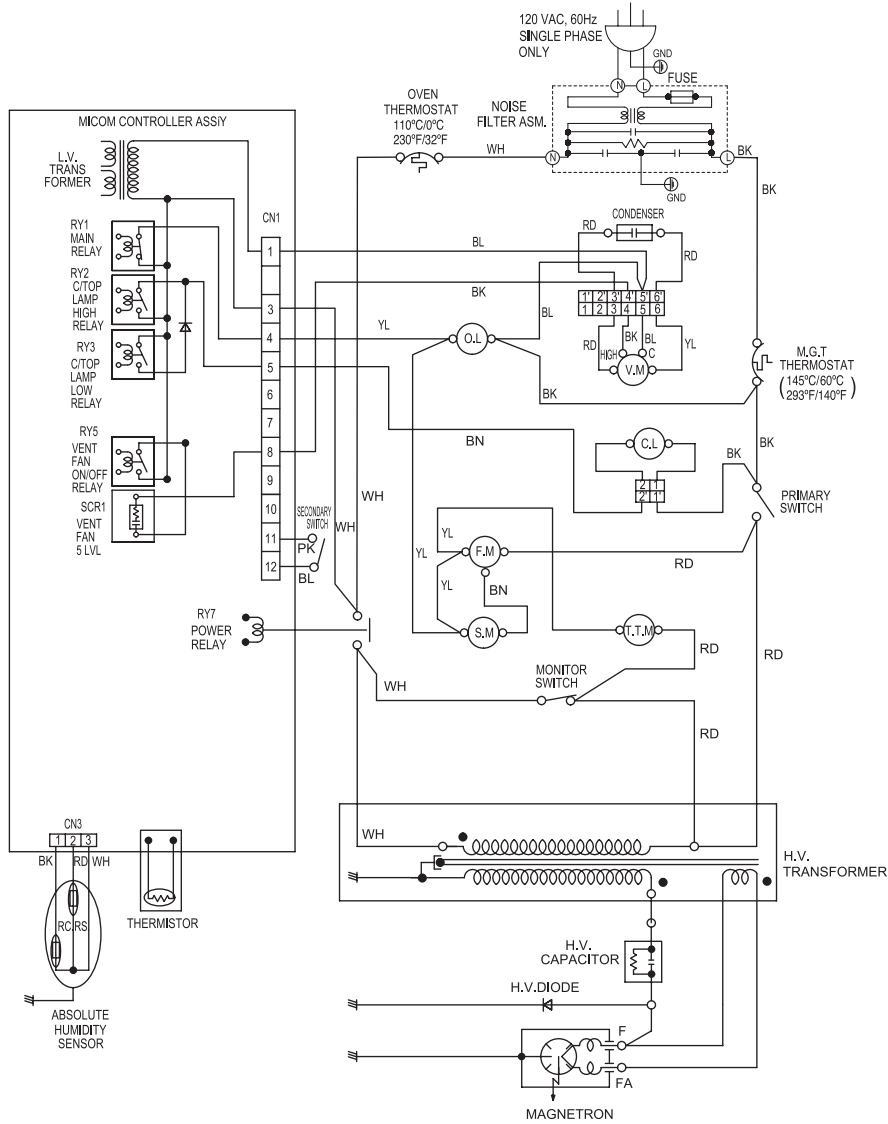 120 VAC, 60Hz
SINGLE PHASE
ONLY
GND
N
L
FUSE
OVEN
THERMOSTAT
110°C/0°C
230°F/32°F
NOISE
FILTER ASM.
WH
N
L
BK
GND
BK
MICOM CONTROLLER ASSIY
L.V.
TRANS
FORMER
CN1
RY1
MAIN
RELAY
RY2
C/TOP
LAMP
HIGH
RELAY
RY3
C/TOP
LAMP
LOW
RELAY
RY5
VENT
FAN
ON/OFF
RELAY
SCR1
VENT
FAN
5 LVL
1
3
4
5
6
7
8
9
10
11
12
BL
BK
YL
CONDENSER
RD
RD
1' 2' 3' 4' 5' 6'
1 2 3 4 5 6
BL
RD
BK
BL
YL
HIGH
C
V.M
O.L
BK
M.G.T
THERMOSTAT
(145°C/60°C
293°F/140°F)
BN
C.L
2 1
2' 1'
BK
BK
PRIMARY
SWITCH
SECONDARY
SWITCH
PK
BL
WH
WH
YL
YL
YL
F.M
BN
S.M
RD
RY7
POWER
RELAY
T.T.M
RD
RD
WH
MONITOR
SWITCH
RD
WH
H.V.
TRANSFORMER
CN3
1 2 3
BK
RD
WH
RC.RS
THERMISTOR
ABSOLUTE
HUMIDITY
SENSOR
H.V.
CAPACITOR
H.V.DIODE
F
FA
MAGNETRON